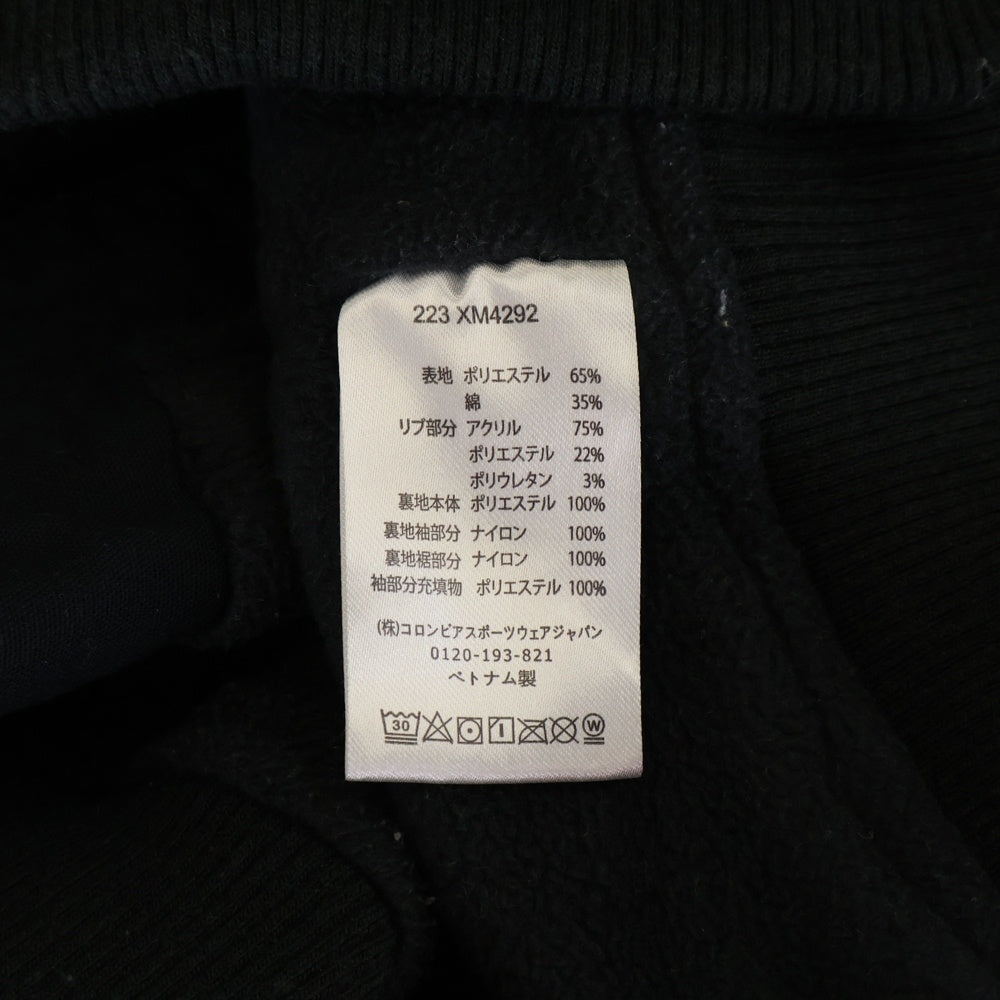 223 XM4292
表地 ポリエステル 65%
綿 35%
リブ部分 アクリル 75%
ポリエステル 22%
ポリウレタン 3%
裏地本体 ポリエステル 100%
裏地袖部分 ナイロン 100%
裏地裾部分 ナイロン 100%
袖部分充填物 ポリエステル 100%
(株)コロンビアスポーツウェアジャパン
0120-193-821
ベトナム製
30 W